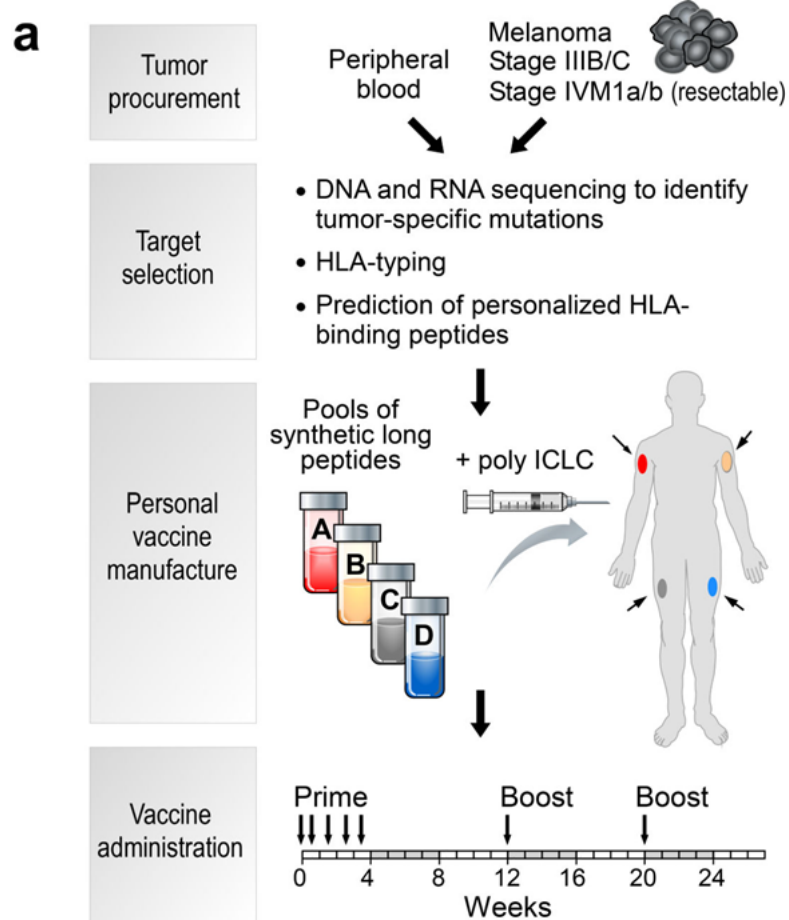 a
Tumor
procurement
Peripheral
blood
Melanoma
Stage IIIB/C
Stage IVM1a/b (resectable)
Target
selection
• DNA and RNA sequencing to identify
tumor-specific mutations
• HLA-typing
• Prediction of personalized HLA-
binding peptides
Personal
vaccine
manufacture
Pools of
synthetic long
peptides
+ poly ICLC
A
B
C
D
Vaccine
administration
Prime
Boost
Boost
0 4 8 12 16 20 24
Weeks